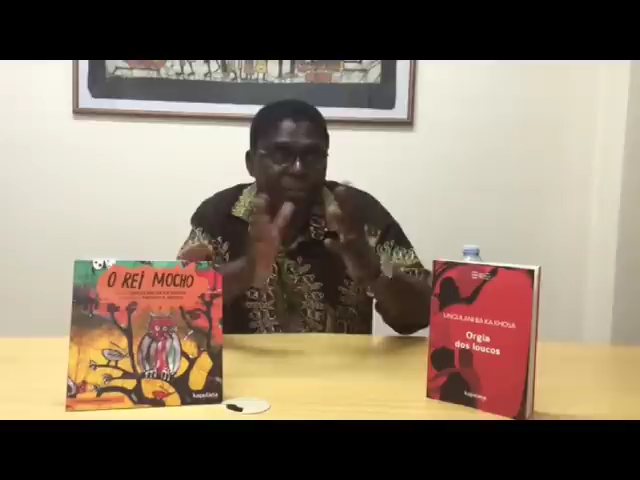 O REI MOCHO
kapulana
UNGULANI BA KA KHOSA
Orgia
dos loucos
kapulana